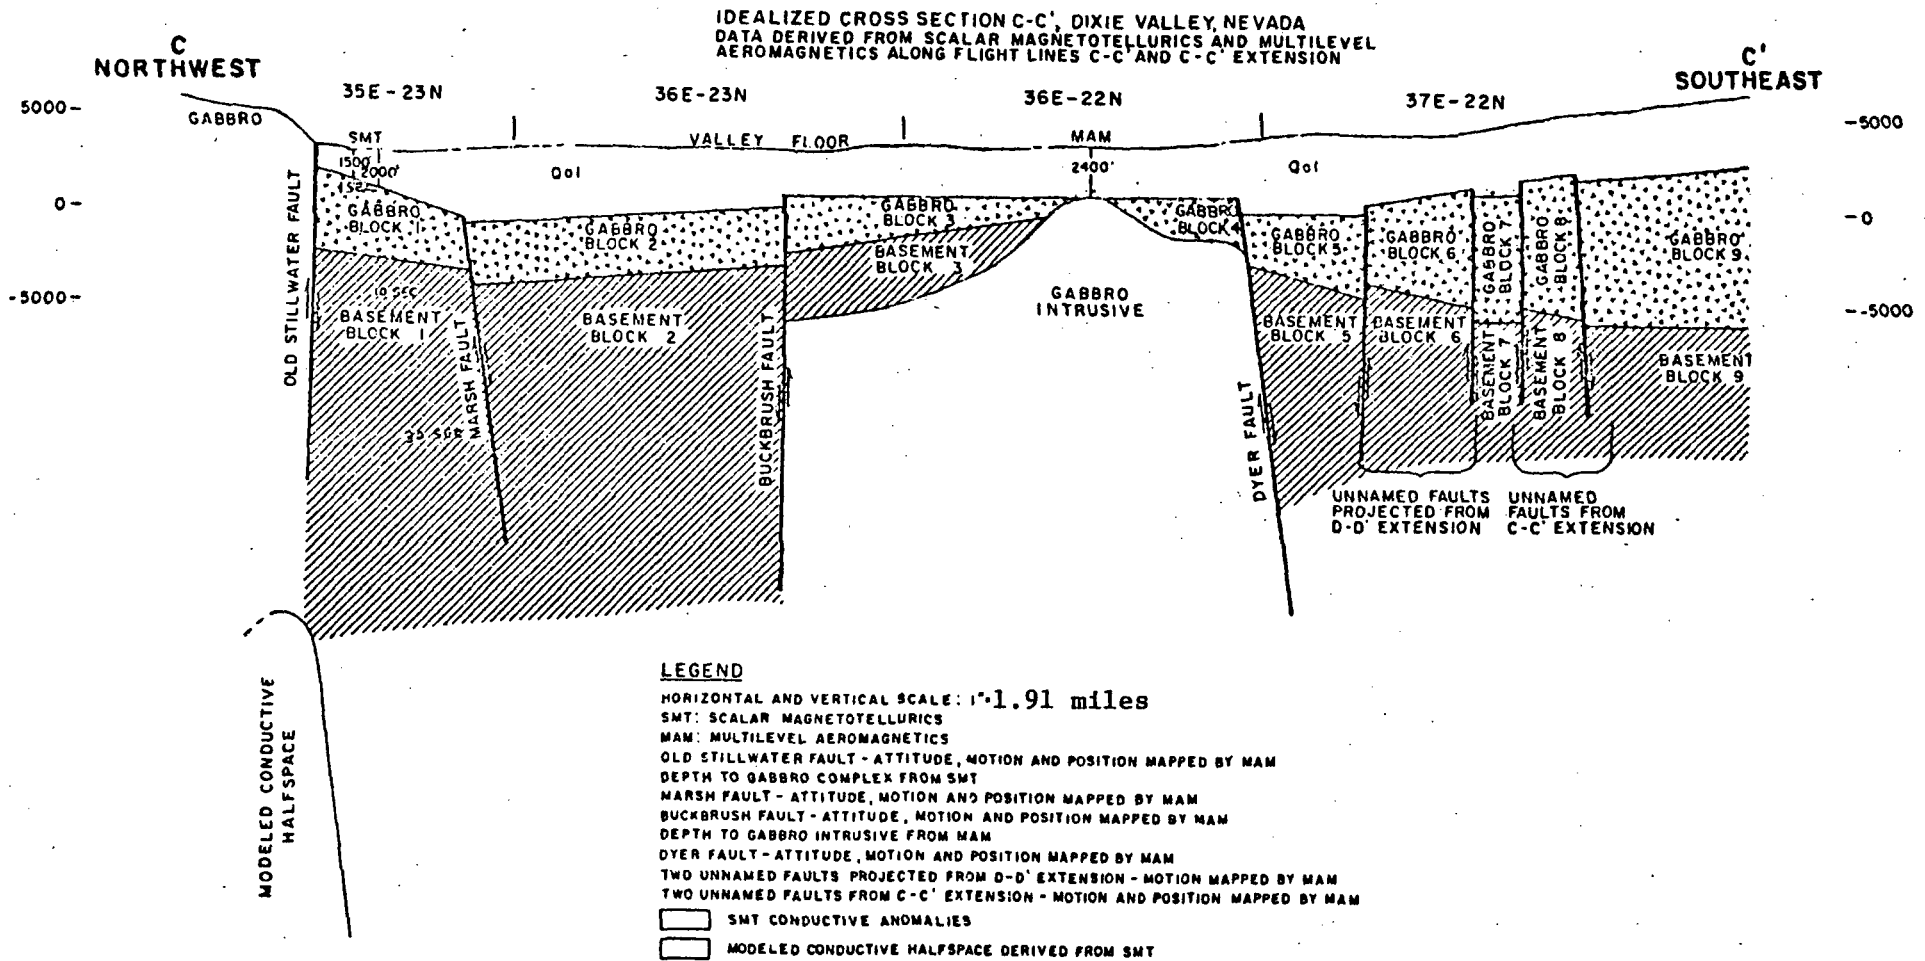 IDEALIZED CROSS SECTION C-C', DIXIE VALLEY, NEVADA
DATA DERIVED FROM SCALAR MAGNETOTELLURICS AND MULTILEVEL
AEROMAGNETICS ALONG FLIGHT LINES C-C' AND C-C' EXTENSION
C
NORTHWEST
C'
SOUTHEAST
35E-23N
36E-23N
36E-22N
37E-22N
5000-
0-
-5000-
-5000
-0
--5000
GABBRO
SMT
VALLEY FLOOR
MAM
1500'
2000'
2400'
Qal
Qal
OLD STILLWATER FAULT
GABBRO
BLOCK 1
GABBRO
BLOCK 2
GABBRO
BLOCK 3
GABBRO
BLOCK 4
GABBRO
BLOCK 5
GABBRO
BLOCK 6
GABBRO
BLOCK 7
GABBRO
BLOCK 8
GABBRO
BLOCK 9
10 SEC
BASEMENT
BLOCK 1
MARSH FAULT
BASEMENT
BLOCK 2
BUCKBRUSH FAULT
BASEMENT
BLOCK 3
GABBRO
INTRUSIVE
DYER FAULT
BASEMENT
BLOCK 5
BASEMENT
BLOCK 6
BASEMENT
BLOCK 7
BASEMENT
BLOCK 8
BASEMENT
BLOCK 9
UNNAMED FAULTS
PROJECTED FROM
D-D' EXTENSION
UNNAMED
FAULTS FROM
C-C' EXTENSION
MODELED CONDUCTIVE
HALFSPACE
LEGEND
HORIZONTAL AND VERTICAL SCALE: 1"=1.91 miles
SMT: SCALAR MAGNETOTELLURICS
MAM: MULTILEVEL AEROMAGNETICS
OLD STILLWATER FAULT - ATTITUDE, MOTION AND POSITION MAPPED BY MAM
DEPTH TO GABBRO COMPLEX FROM SMT
MARSH FAULT - ATTITUDE, MOTION AND POSITION MAPPED BY MAM
BUCKBRUSH FAULT - ATTITUDE, MOTION AND POSITION MAPPED BY MAM
DEPTH TO GABBRO INTRUSIVE FROM MAM
DYER FAULT - ATTITUDE, MOTION AND POSITION MAPPED BY MAM
TWO UNNAMED FAULTS PROJECTED FROM D-D' EXTENSION - MOTION MAPPED BY MAM
TWO UNNAMED FAULTS FROM C-C' EXTENSION - MOTION AND POSITION MAPPED BY MAM
SMT CONDUCTIVE ANOMALIES
MODELED CONDUCTIVE HALFSPACE DERIVED FROM SMT